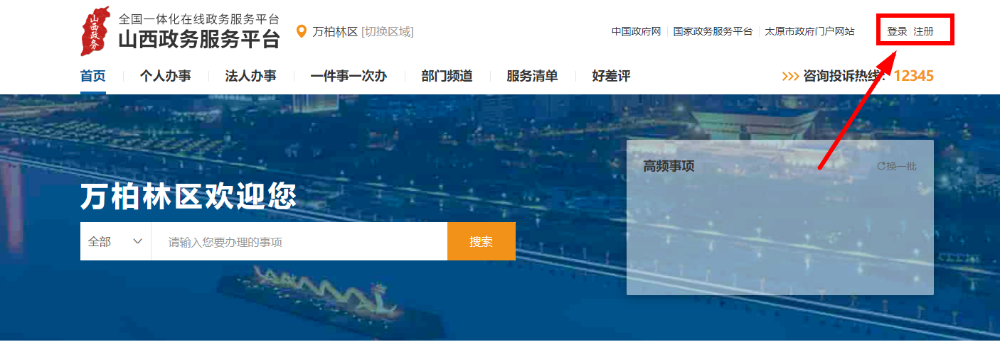 山西政务
全国一体化在线政务服务平台
山西政务服务平台
万柏林区 [切换区域]
中国政府网 国家政务服务平台 太原市政府门户网站 登录 注册
首页 个人办事 法人办事 一件事一次办 部门频道 服务清单 好差评 咨询投诉热线: 12345
高频事项 换一批
万柏林区欢迎您
全部 请输入您要办理的事项 搜索